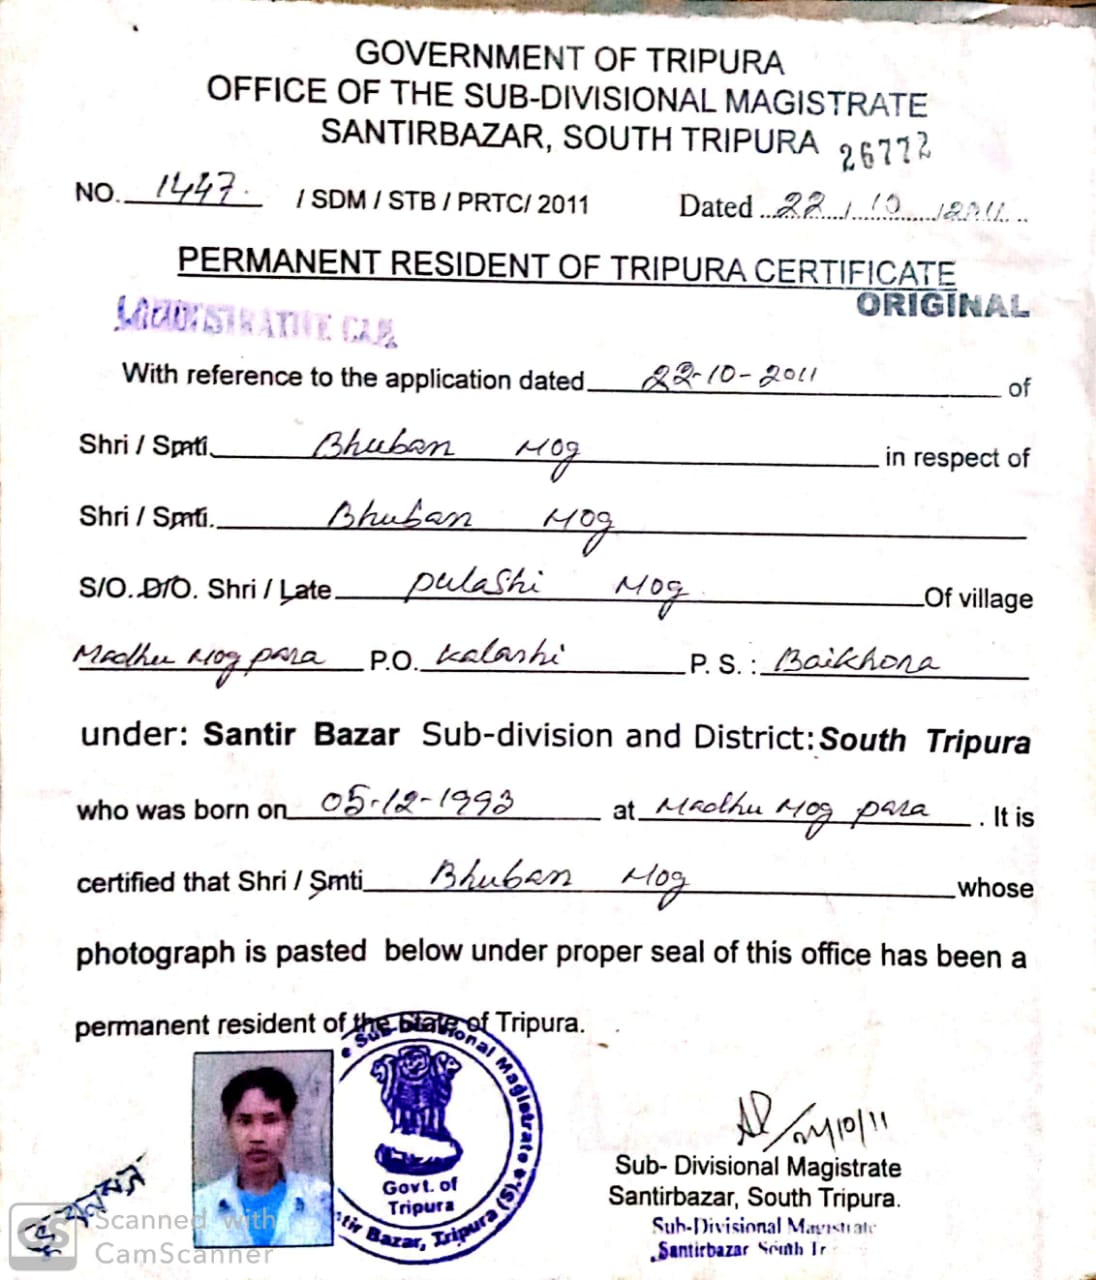 GOVERNMENT OF TRIPURA
OFFICE OF THE SUB-DIVISIONAL MAGISTRATE
SANTIRBAZAR, SOUTH TRIPURA 26772
NO. 1447. / SDM / STB / PRTC/ 2011 Dated 22/10/2011
PERMANENT RESIDENT OF TRIPURA CERTIFICATE
ORIGINAL
With reference to the application dated 22-10-2011 of
Shri / Smti. Bhuban Mog in respect of
Shri / Smti. Bhuban Mog
S/O. D/O. Shri / Late Pulashi Mog Of village
Madhu Mog para P.O. Kalashi P. S. : Baikhora
under: Santir Bazar Sub-division and District: South Tripura
who was born on 05-12-1993 at Madhu Mog para . It is
certified that Shri / Smti Bhuban Mog whose
photograph is pasted below under proper seal of this office has been a
permanent resident of the State of Tripura.
Sub-Divisional Magistrate
Govt. of
Tripura
Bazar, Tripura (S)
/10/11
Sub- Divisional Magistrate
Santirbazar, South Tripura.
Sub-Divisional Magistrate
Santirbazar South Tr
CS Scanned with
CamScanner